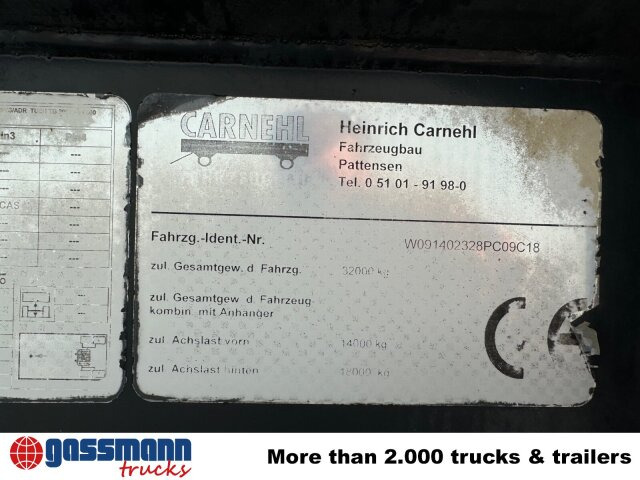 CARNEHL
Heinrich Carnehl
Fahrzeugbau
Pattensen
Tel. 0 51 01 - 91 98-0
Fahrzg.-Ident.-Nr. W091402328PC09C18
zul. Gesamtgew. d. Fahrzg. 32000 kg
zul. Gesamtgew. d. Fahrzeug-
kombin. mit Anhänger
zul. Achslast vorn 14000 kg
zul. Achslast hinten 18000 kg
CE
gassmann
trucks
More than 2.000 trucks & trailers